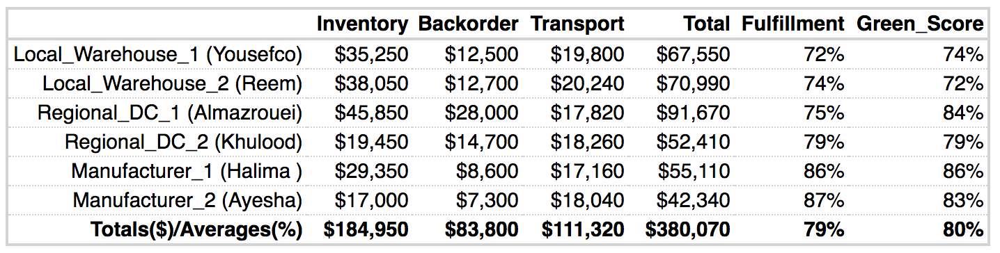 Inventory Backorder Transport Total Fulfillment Green_Score
Local_Warehouse_1 (Yousefco) $35,250 $12,500 $19,800 $67,550 72% 74%
Local_Warehouse_2 (Reem) $38,050 $12,700 $20,240 $70,990 74% 72%
Regional_DC_1 (Almazrouei) $45,850 $28,000 $17,820 $91,670 75% 84%
Regional_DC_2 (Khulood) $19,450 $14,700 $18,260 $52,410 79% 79%
Manufacturer_1 (Halima ) $29,350 $8,600 $17,160 $55,110 86% 86%
Manufacturer_2 (Ayesha) $17,000 $7,300 $18,040 $42,340 87% 83%
Totals($)/Averages(%) $184,950 $83,800 $111,320 $380,070 79% 80%